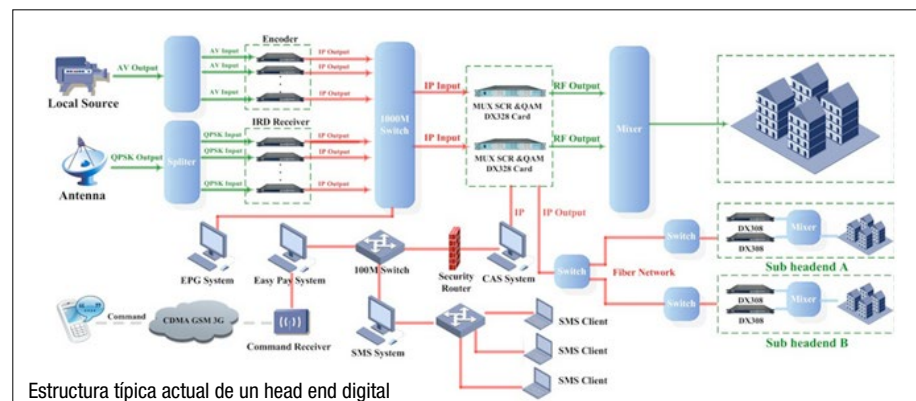 Encoder
AV Input
IP Output
AV Output
AV Input
IP Output
AV Input
IP Output
Local Source
IRD Receiver
QPSK Input
IP Output
QPSK Output
QPSK Input
IP Output
Spliter
QPSK Input
IP Output
Antenna
1000M
Switch
IP Input
RF Output
MUX SCR &QAM
DX328 Card
IP Input
RF Output
MUX SCR &QAM
DX328 Card
Mixer
IP
IP Output
EPG System
Easy Pay System
100M Switch
Security
Router
CAS System
Switch
Fiber Network
Switch
DX308
DX308
Mixer
Sub headend A
Switch
DX308
DX308
Mixer
Sub headend B
Command
CDMA GSM 3G
Command Receiver
SMS System
SMS Client
SMS Client
SMS Client
Estructura típica actual de un head end digital